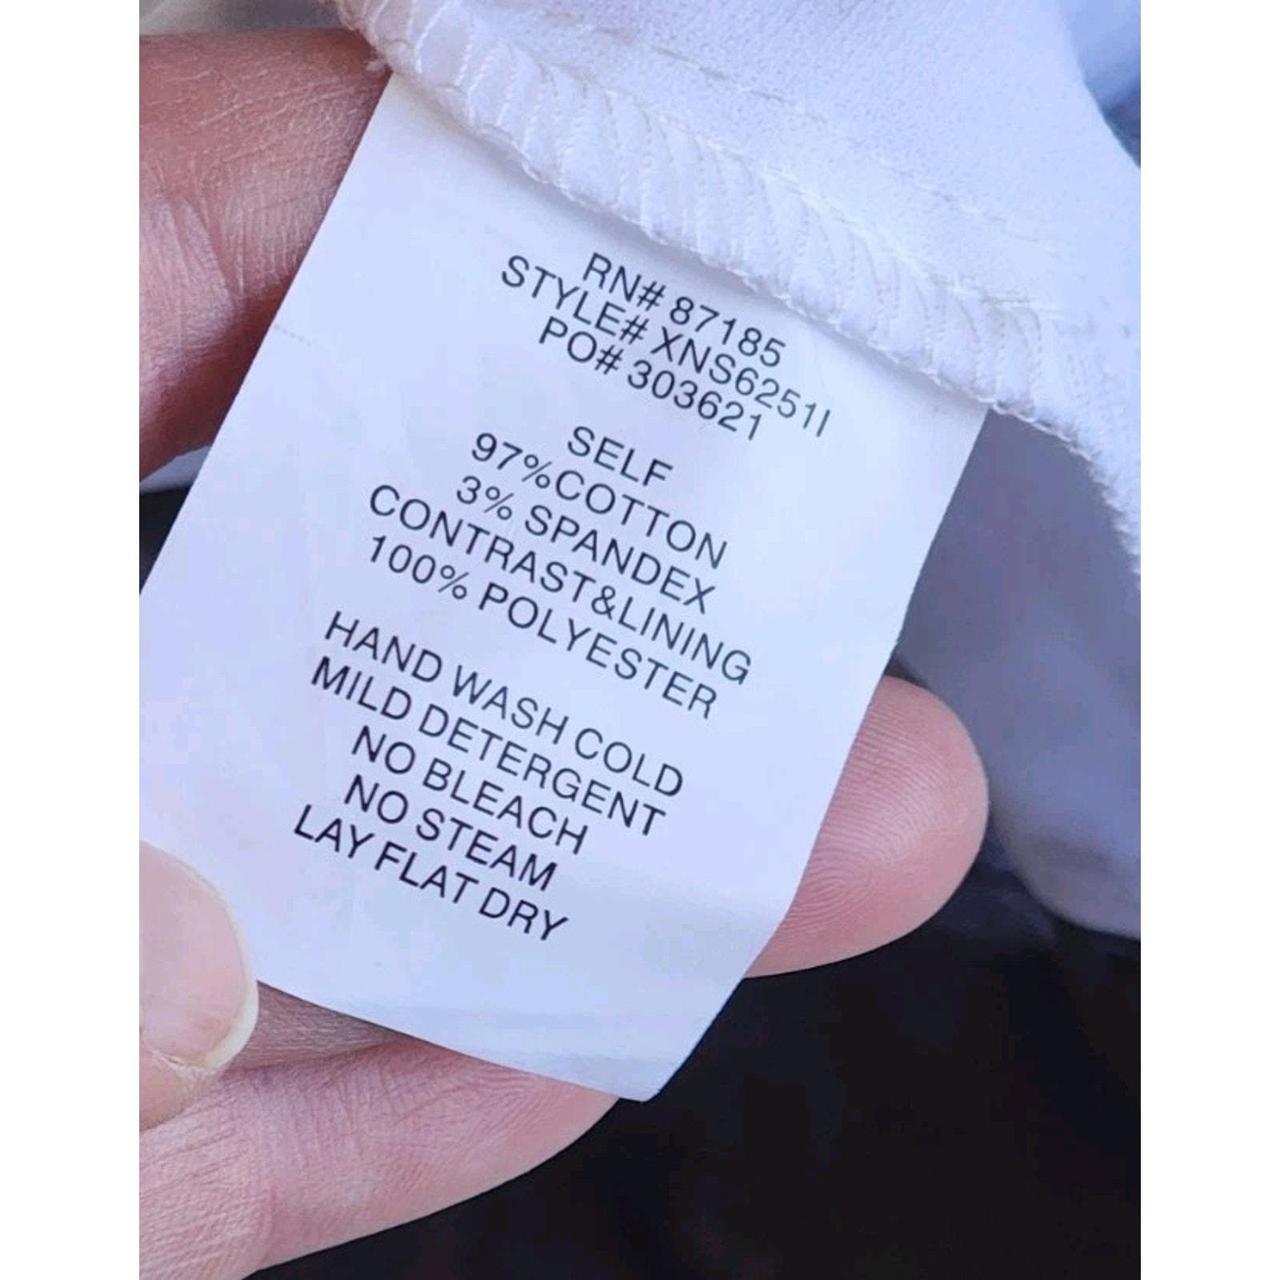 RN# 87185
STYLE# XNS6251I
PO# 303621
SELF
97%COTTON
3% SPANDEX
CONTRAST&LINING
100% POLYESTER
HAND WASH COLD
MILD DETERGENT
NO BLEACH
NO STEAM
LAY FLAT DRY